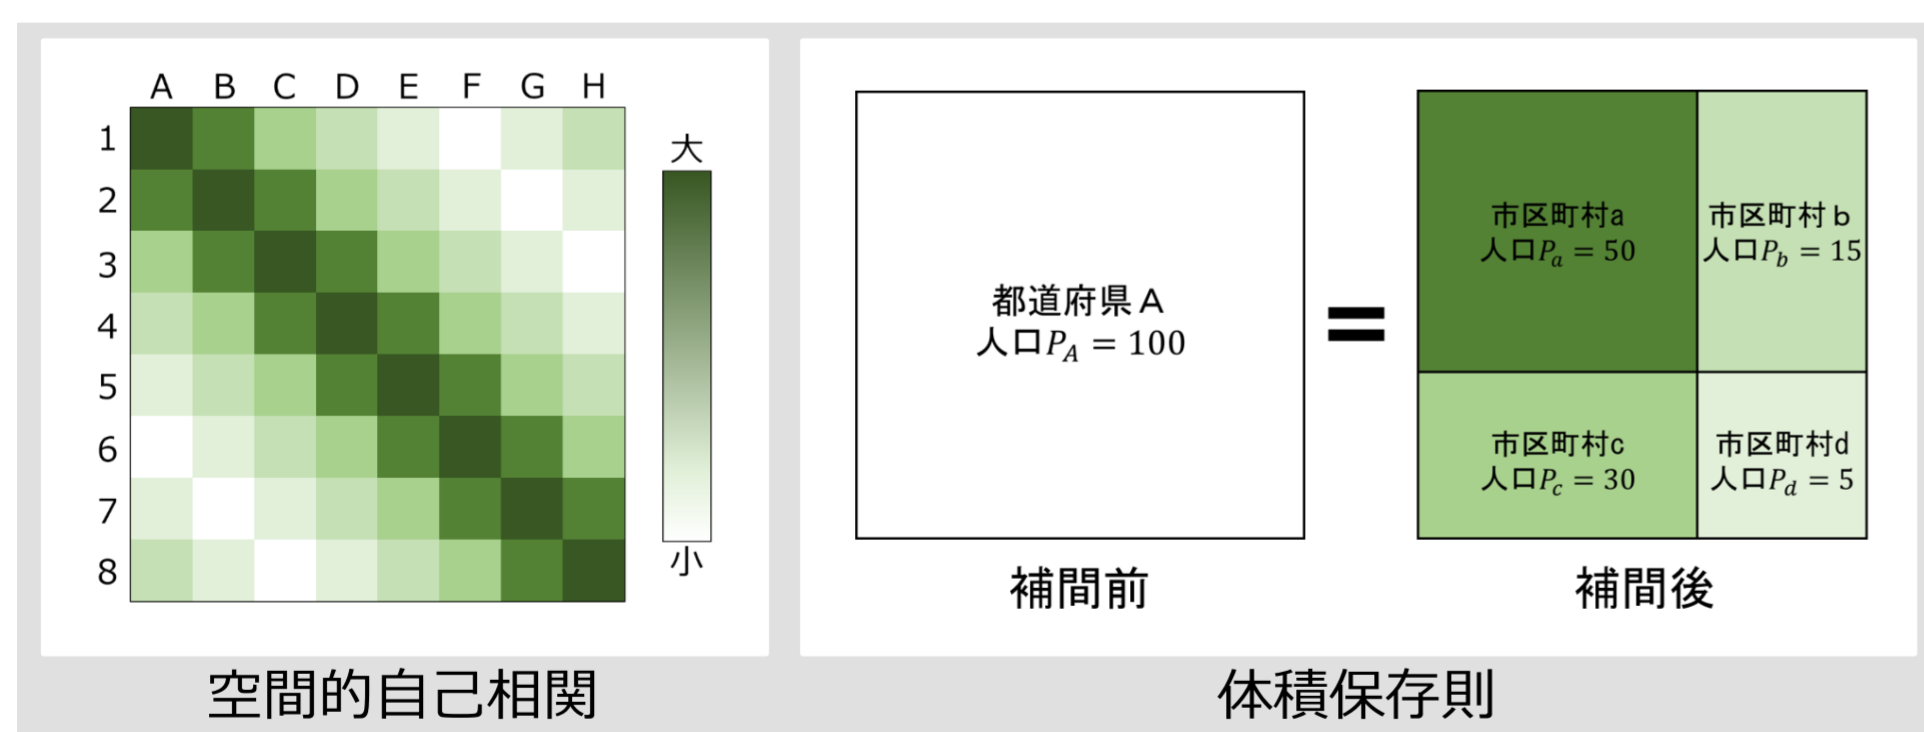 A B C D E F G H
1
2
3
4
5
6
7
8
大
小
空間的自己相関
都道府県A
人口P_A = 100
補間前
=
市区町村a
人口P_a = 50
市区町村b
人口P_b = 15
市区町村c
人口P_c = 30
市区町村d
人口P_d = 5
補間後
体積保存則